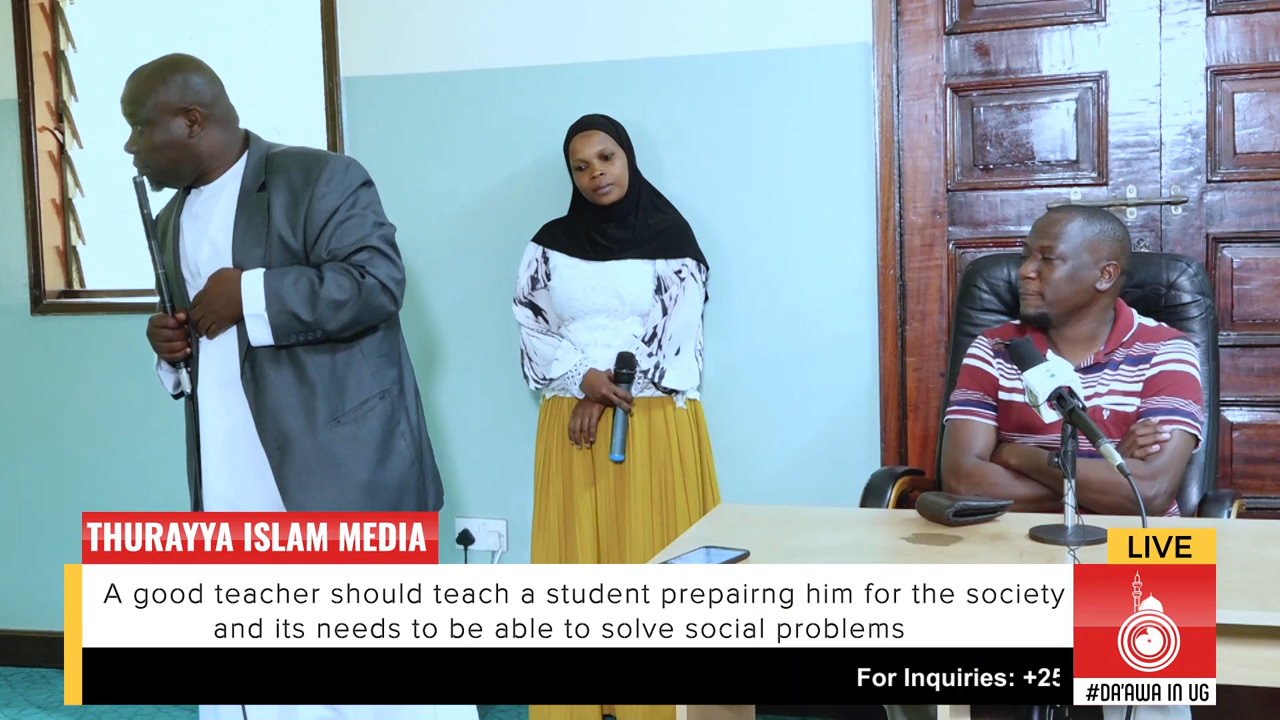 THURAYYA ISLAM MEDIA
LIVE
A good teacher should teach a student prepairng him for the society
and its needs to be able to solve social problems
For Inquiries: +25
#DA'AWA IN UG